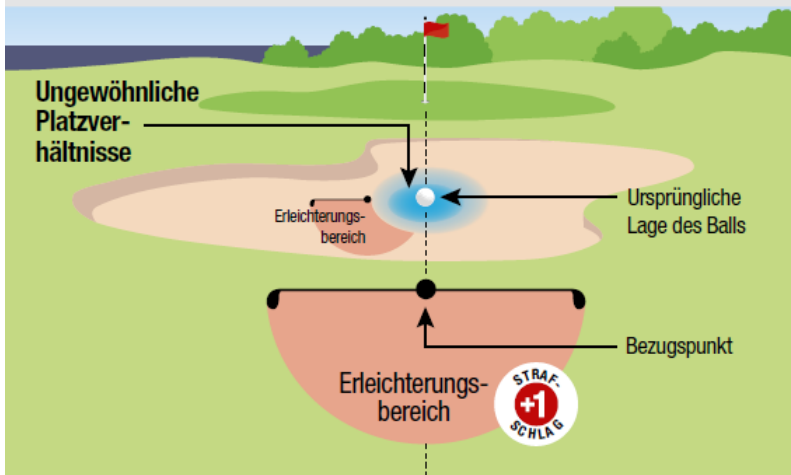 Ungewöhnliche
Platzver-
hältnisse
Erleichterungs-
bereich
Ursprüngliche
Lage des Balls
Bezugspunkt
Erleichterungs-
bereich
STRAF-
+1
SCHLAG